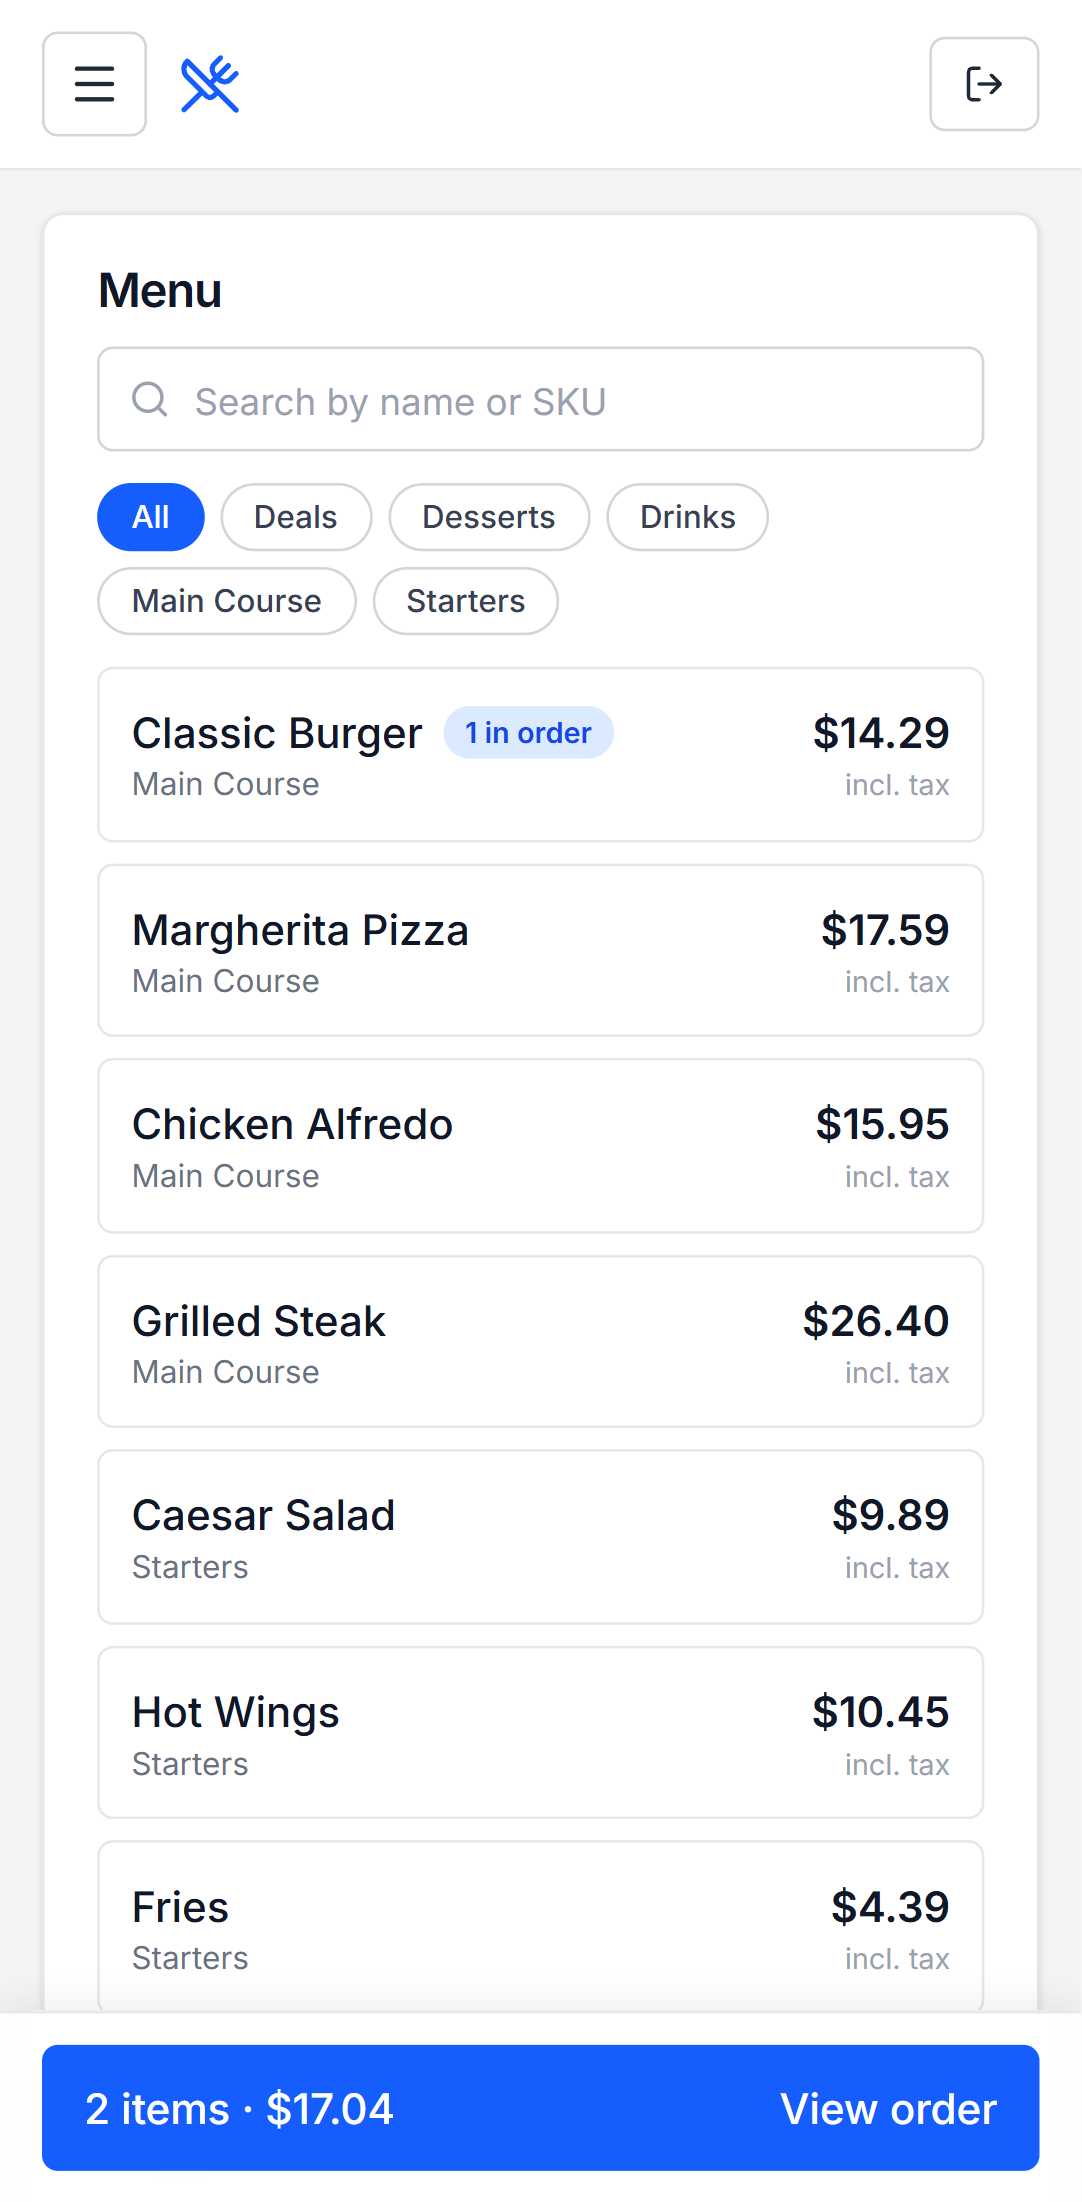 Menu
Search by name or SKU
All Deals Desserts Drinks
Main Course Starters
Classic Burger 1 in order $14.29
Main Course incl. tax
Margherita Pizza $17.59
Main Course incl. tax
Chicken Alfredo $15.95
Main Course incl. tax
Grilled Steak $26.40
Main Course incl. tax
Caesar Salad $9.89
Starters incl. tax
Hot Wings $10.45
Starters incl. tax
Fries $4.39
Starters incl. tax
2 items · $17.04 View order